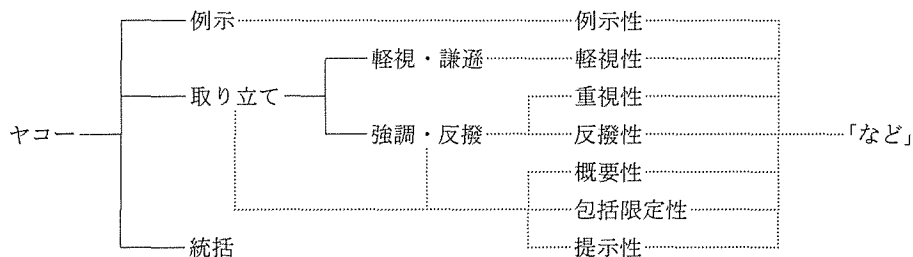 例示 例示性
軽視・謙遜 軽視性
取り立て 重視性
ヤコー 強調・反撥 反撥性 「など」
概要性
包括限定性
統括 提示性